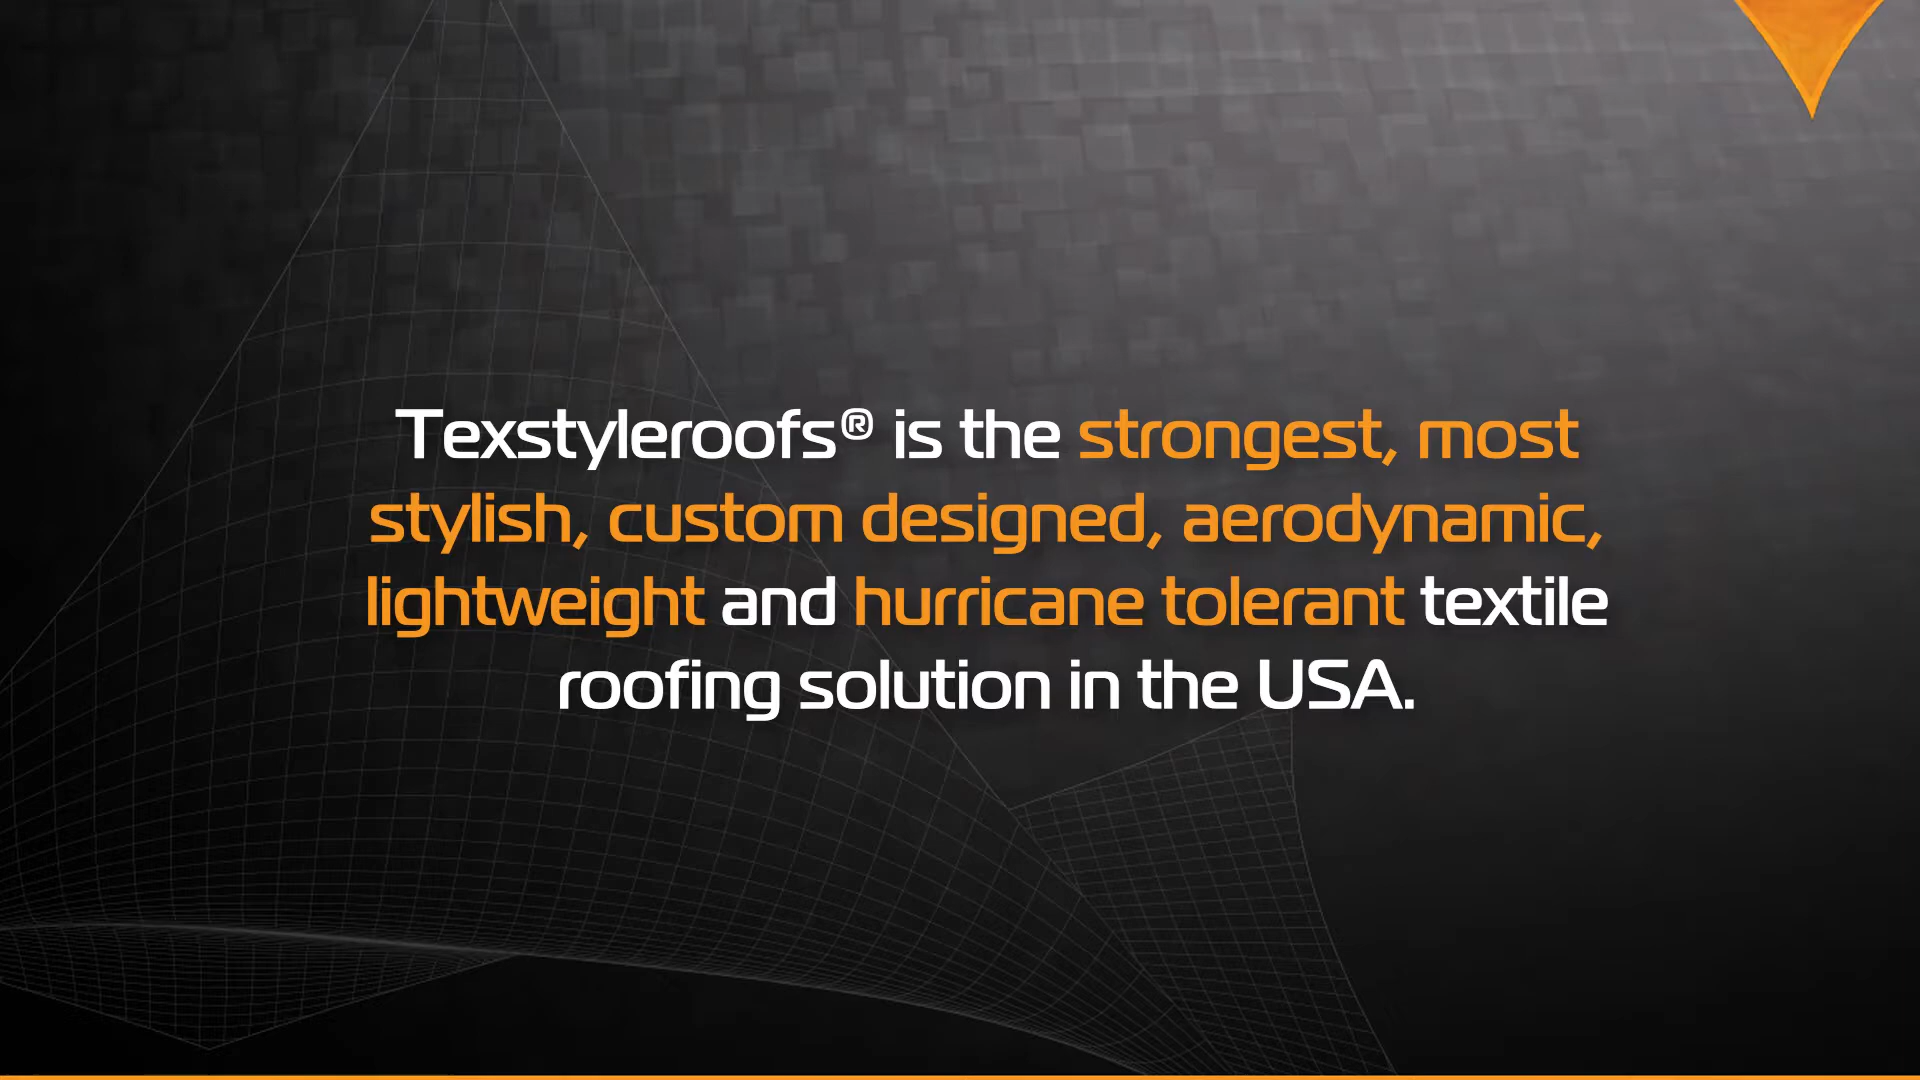 Texstyleroofs® is the strongest, most
stylish, custom designed, aerodynamic,
lightweight and hurricane tolerant textile
roofing solution in the USA.